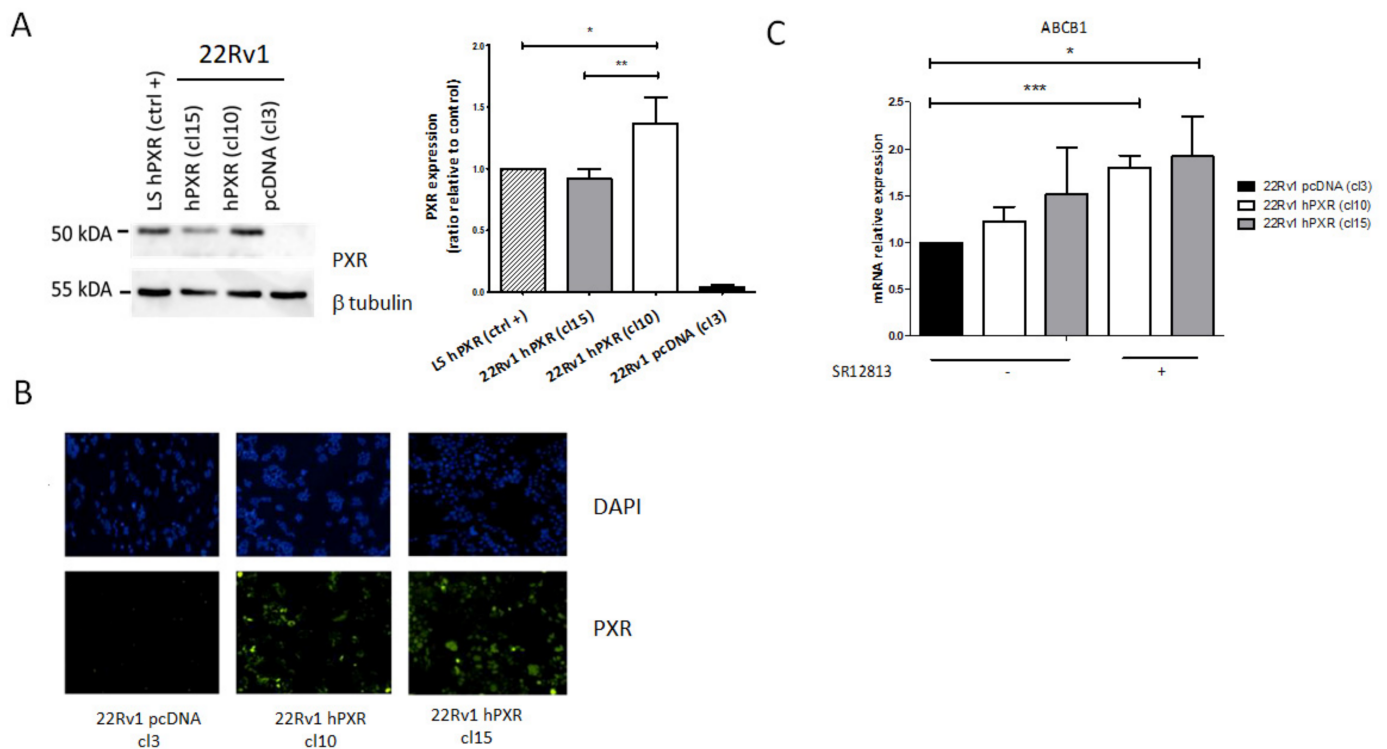 A
22Rv1
LS hPXR (ctrl +)
hPXR (cl15)
hPXR (cl10)
pcDNA (cl3)
50 kDA
PXR
55 kDA
β tubulin
PXR expression
(ratio relative to control)
2.0
1.5
1.0
0.5
0.0
*
**
LS hPXR (ctrl +)
22Rv1 hPXR (cl15)
22Rv1 hPXR (cl10)
22Rv1 pcDNA (cl3)
C
ABCB1
*
***
mRNA relative expression
2.5
2.0
1.5
1.0
0.5
0.0
SR12813
-
+
22Rv1 pcDNA (cl3)
22Rv1 hPXR (cl10)
22Rv1 hPXR (cl15)
B
DAPI
PXR
22Rv1 pcDNA
cl3
22Rv1 hPXR
cl10
22Rv1 hPXR
cl15